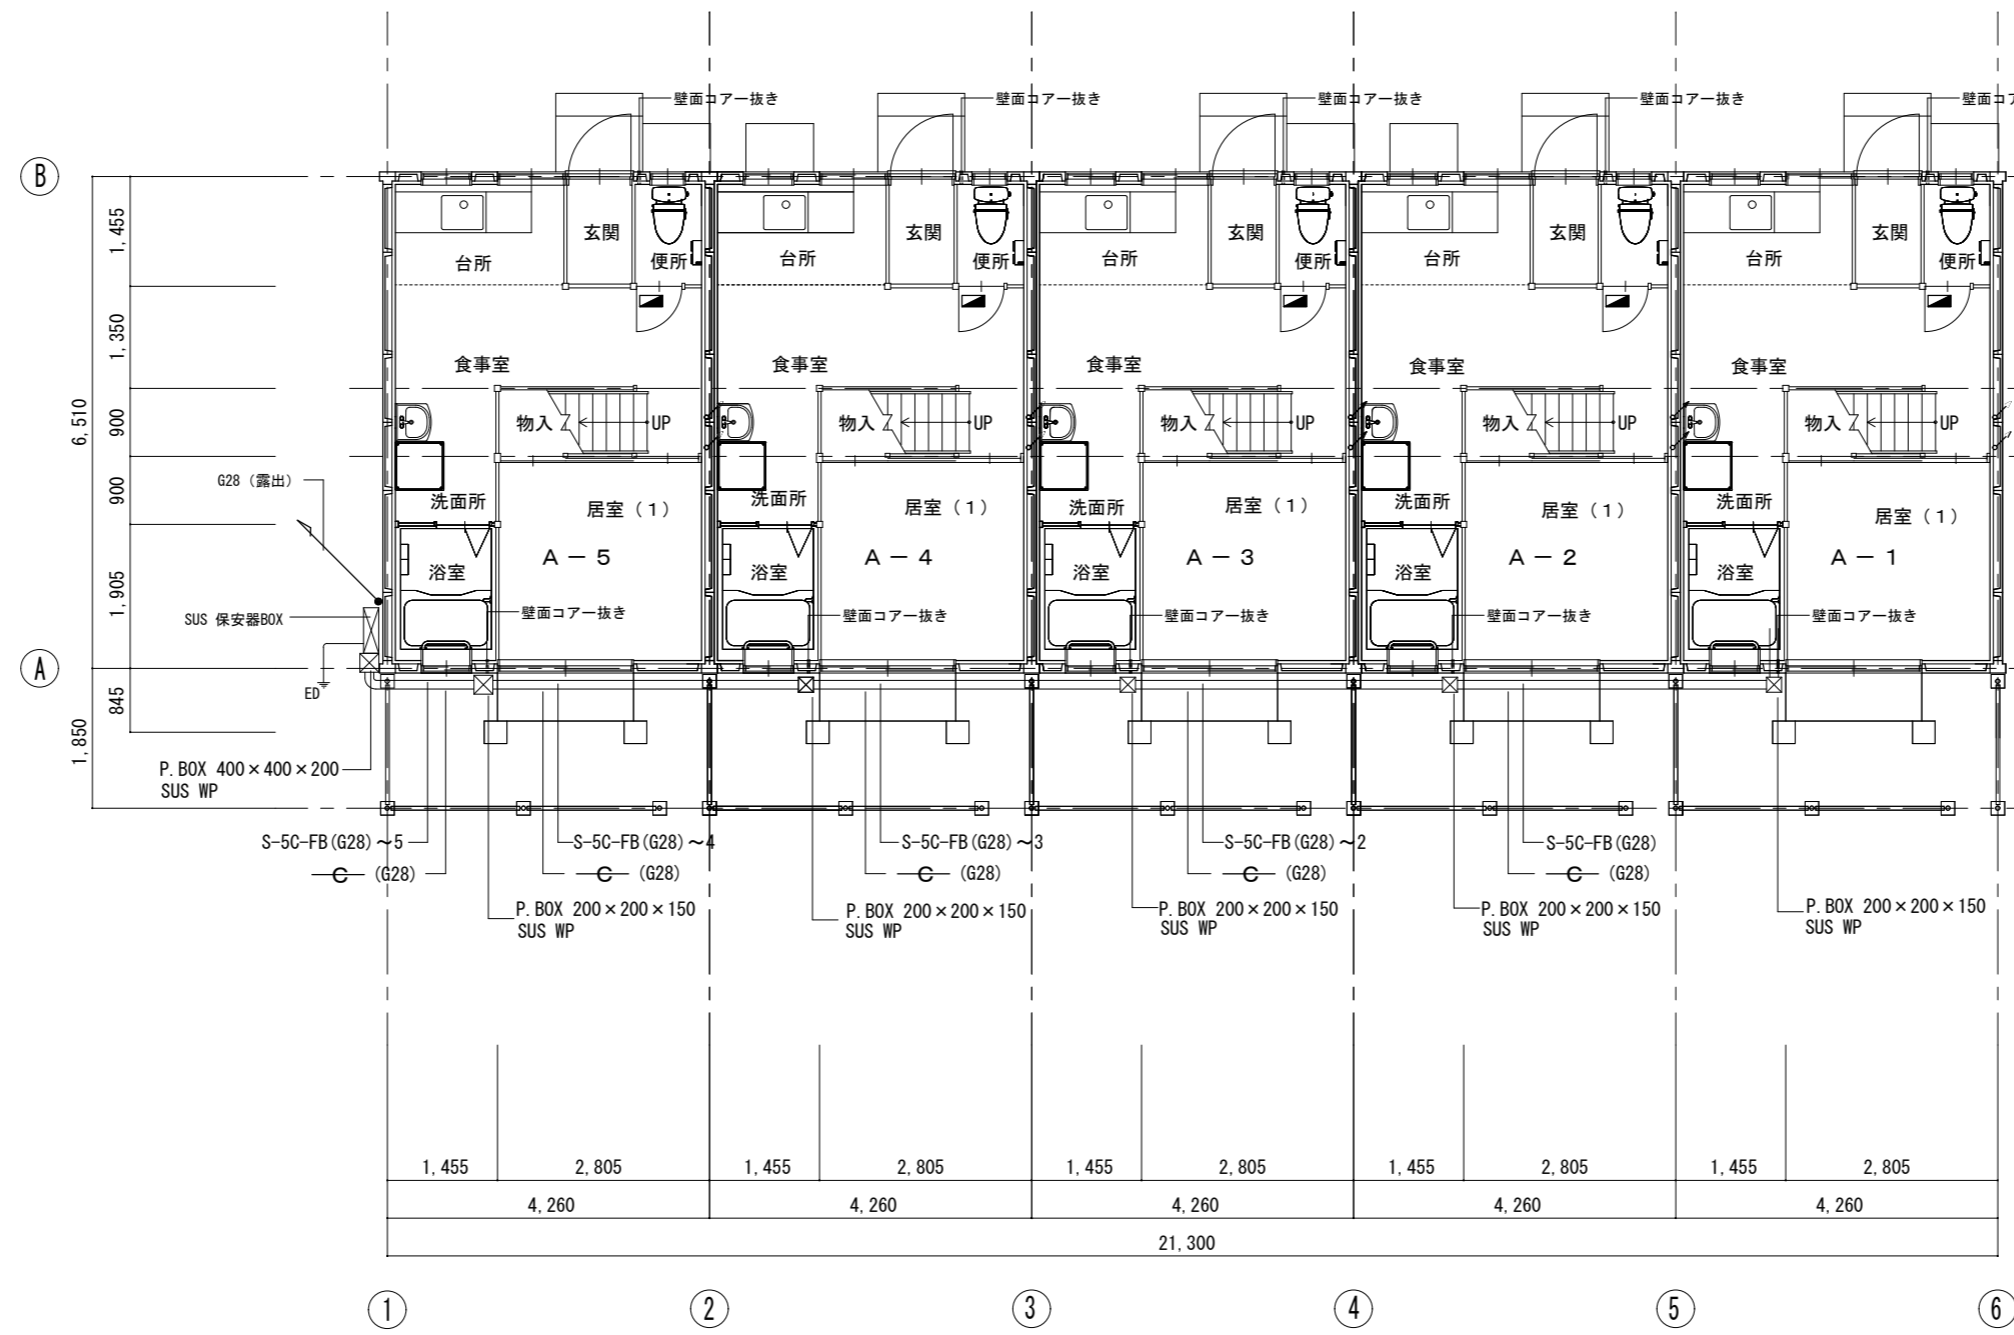 壁面コアー抜き
壁面コアー抜き
壁面コアー抜き
壁面コアー抜き
壁面コア
B
1,455
1,350
900
900
1,905
6,510
A
845
1,850
台所 玄関 便所
台所 玄関 便所
台所 玄関 便所
台所 玄関
台所 玄関 便所
食事室
食事室
食事室
食事室
食事室
物入 UP
物入 UP
物入 UP
物入 UP
物入 UP
G28 (露出)
洗面所 居室(1)
洗面所 居室(1)
洗面所 居室(1)
洗面所 居室(1)
洗面所 居室(1)
浴室 A-5
浴室 A-4
浴室 A-3
浴室 A-2
浴室 A-1
SUS 保安器BOX
壁面コアー抜き
壁面コアー抜き
壁面コアー抜き
壁面コアー抜き
壁面コアー抜き
ED
P.BOX 400×400×200
SUS WP
S-5C-FB(G28)~5
S-5C-FB(G28)~4
S-5C-FB(G28)~3
S-5C-FB(G28)~2
S-5C-FB(G28)
C (G28)
C (G28)
C (G28)
C (G28)
C (G28)
P.BOX 200×200×150
SUS WP
P.BOX 200×200×150
SUS WP
P.BOX 200×200×150
SUS WP
P.BOX 200×200×150
SUS WP
P.BOX 200×200×150
SUS WP
1,455 2,805 1,455 2,805 1,455 2,805 1,455 2,805 1,455 2,805
4,260 4,260 4,260 4,260 4,260
21,300
1 2 3 4 5 6